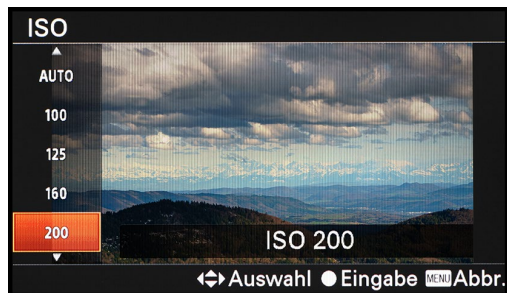 ISO
AUTO
100
125
160
200
ISO 200
Auswahl Eingabe MENU Abbr.